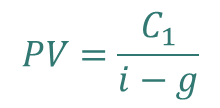 PV = C₁ / (i − g)